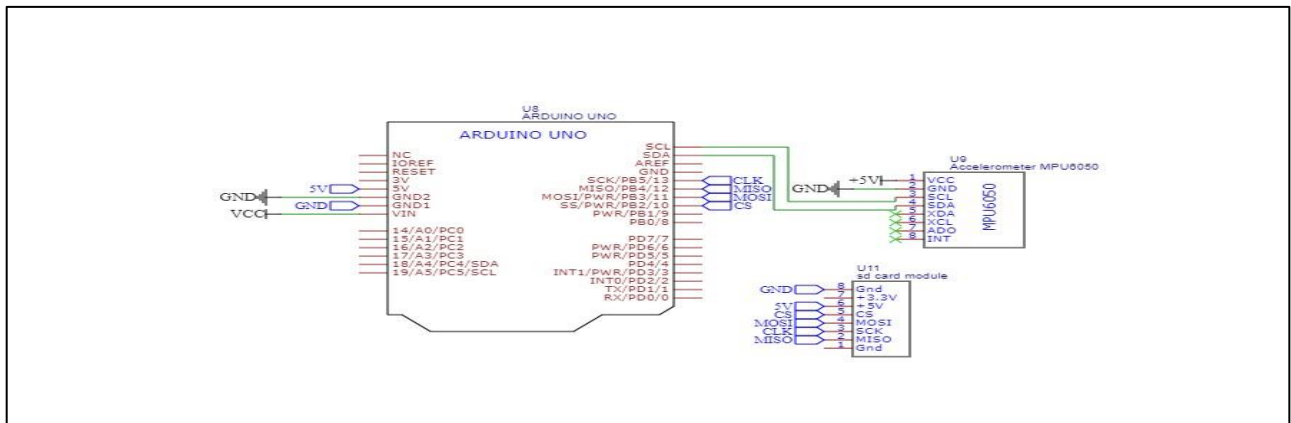 U8
ARDUINO UNO
ARDUINO UNO
NC
IOREF
RESET
3V
5V 5V
GND GND2
GND GND1
VCC VIN
14/A0/PC0
15/A1/PC1
16/A2/PC2
17/A3/PC3
18/A4/PC4/SDA
19/A5/PC5/SCL
SCL
SDA
AREF
GND
SCK/PB5/13 CLK
MISO/PB4/12 MISO
MOSI/PWR/PB3/11 MOSI
SS/PWR/PB2/10 CS
PWR/PB1/9
PB0/8
PD7/7
PWR/PD6/6
PWR/PD5/5
PD4/4
INT1/PWR/PD3/3
INT0/PD2/2
TX/PD1/1
RX/PD0/0
U9
Accelerometer MPU6050
+5V 1 VCC
GND 2 GND
3 SCL
4 SDA
5 XDA
6 XCL
7 ADO
8 INT
MPU6050
U11
sd card module
GND 8 Gnd
7 +3.3V
5V 6 +5V
CS 5 CS
MOSI 4 MOSI
CLK 3 SCK
MISO 2 MISO
1 Gnd